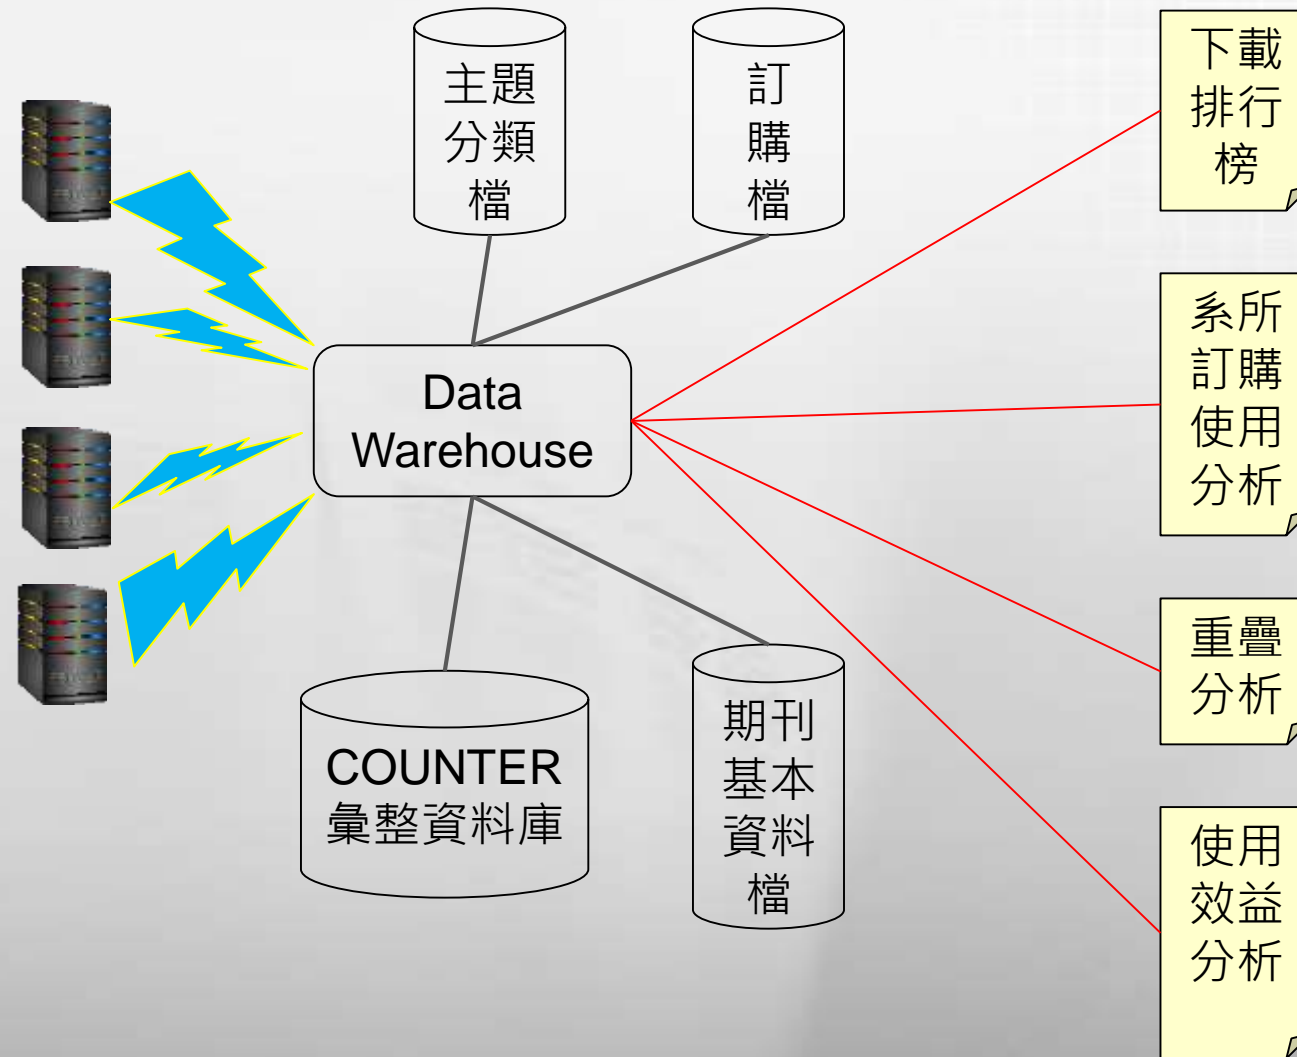 主題
分類
檔
訂
購
檔
下載
排行
榜
Data
Warehouse
系所
訂購
使用
分析
COUNTER
彙整資料庫
期刊
基本
資料
檔
重疊
分析
使用
效益
分析